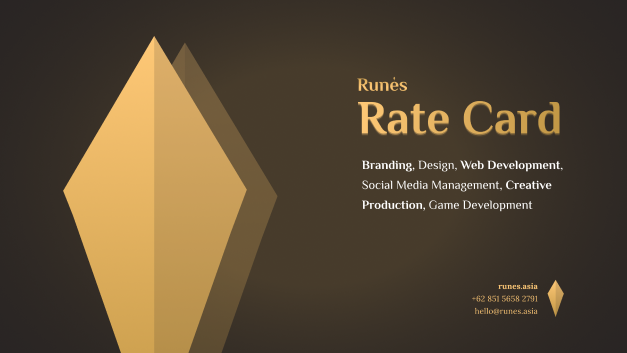 Runes
Rate Card
Branding, Design, Web Development,
Social Media Management, Creative
Production, Game Development
runes.asia
+62 851 5658 2791
hello@runes.asia